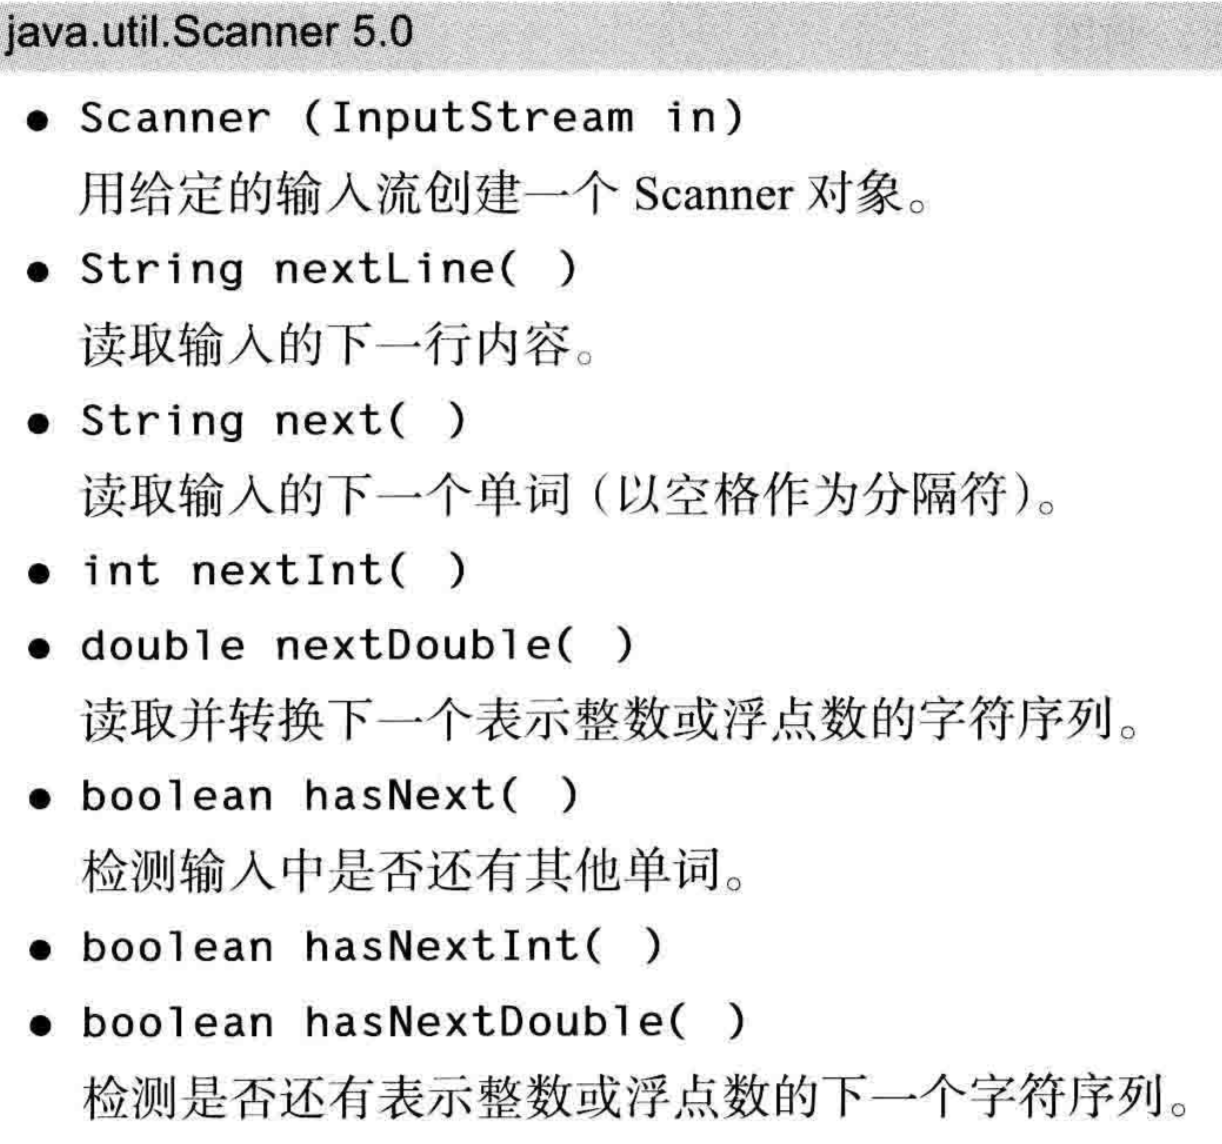 java.util.Scanner 5.0
● Scanner (InputStream in)
用给定的输入流创建一个 Scanner 对象。
● String nextLine( )
读取输入的下一行内容。
● String next( )
读取输入的下一个单词（以空格作为分隔符）。
● int nextInt( )
● double nextDouble( )
读取并转换下一个表示整数或浮点数的字符序列。
● boolean hasNext( )
检测输入中是否还有其他单词。
● boolean hasNextInt( )
● boolean hasNextDouble( )
检测是否还有表示整数或浮点数的下一个字符序列。